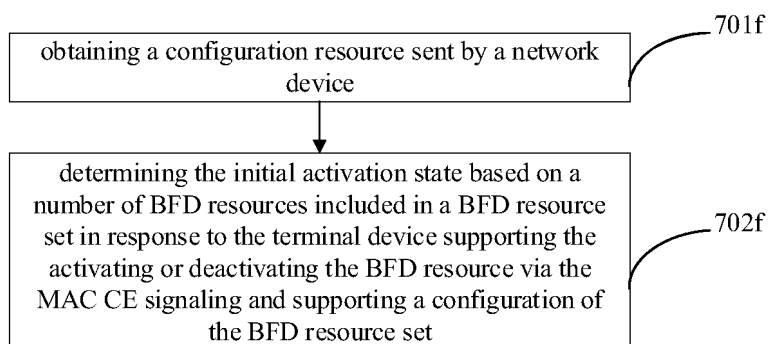 701f
obtaining a configuration resource sent by a network
device
determining the initial activation state based on a
number of BFD resources included in a BFD resource
set in response to the terminal device supporting the
activating or deactivating the BFD resource via the
MAC CE signaling and supporting a configuration of
the BFD resource set
702f